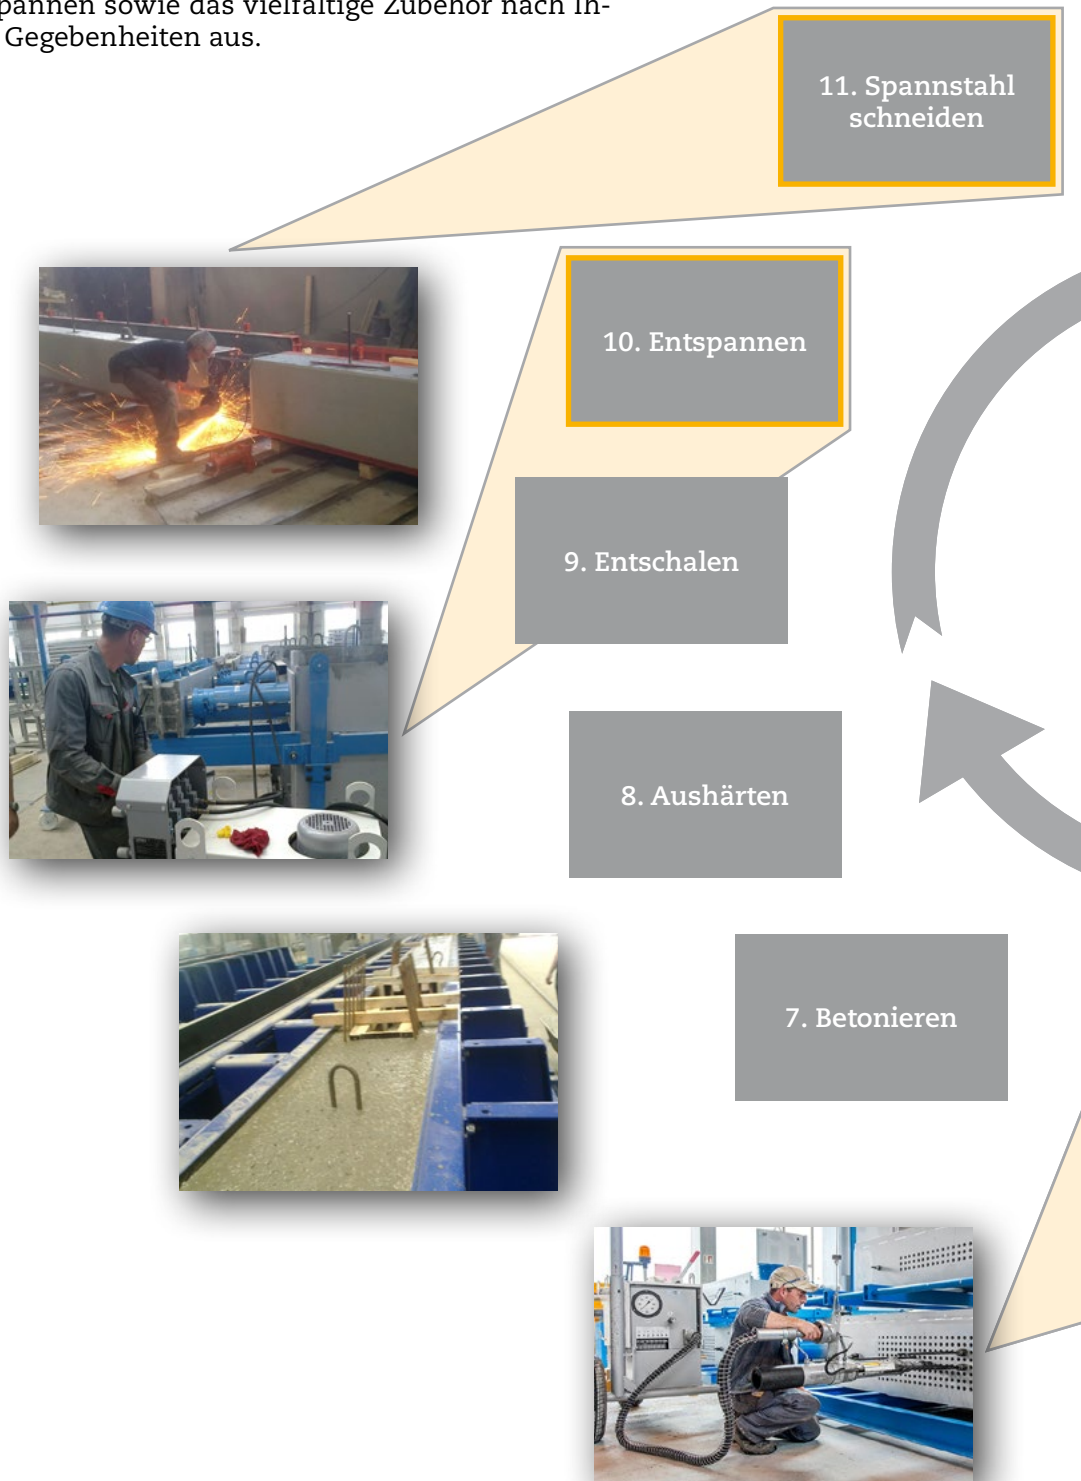 pannen sowie das vielfältige Zubehör nach Ih-
Gegebenheiten aus.
11. Spannstahl
schneiden
10. Entspannen
9. Entschalen
8. Aushärten
7. Betonieren